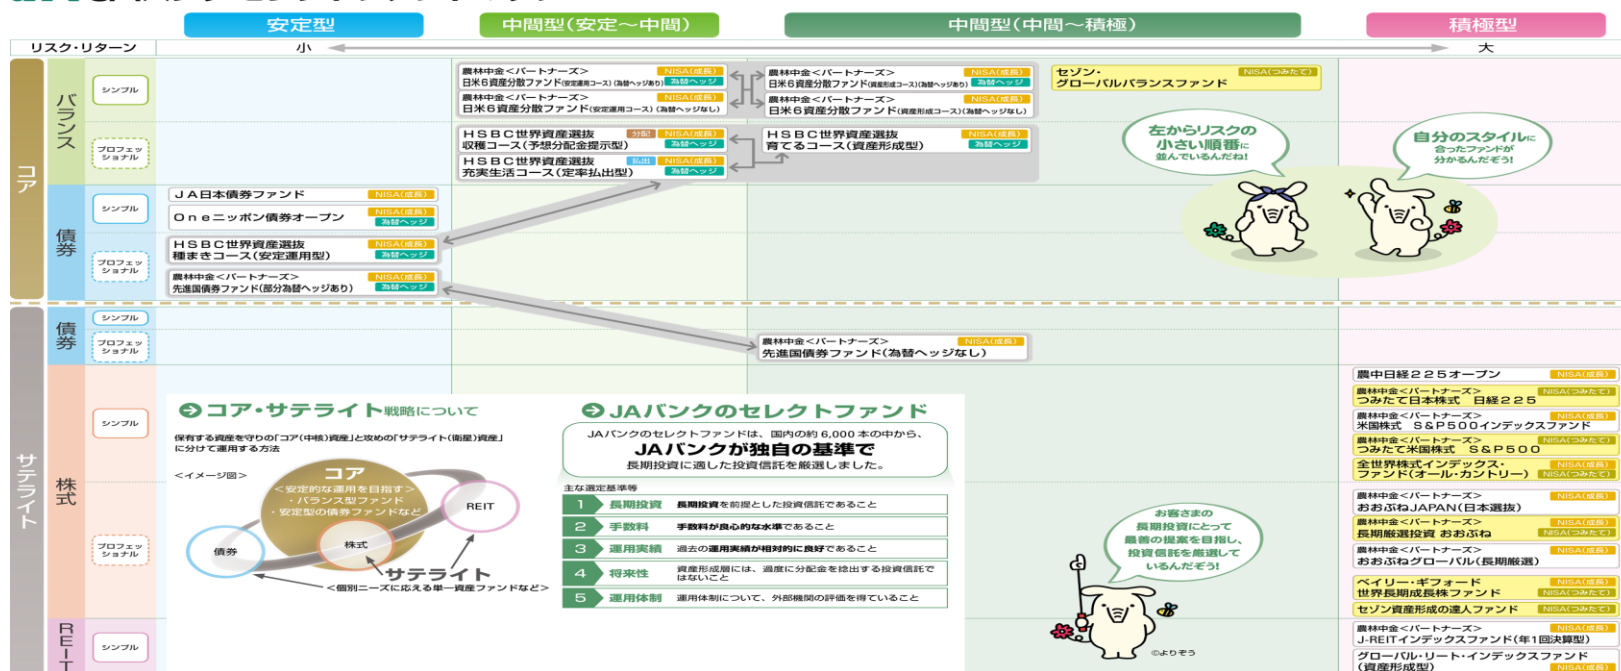 安定型
中間型(安定～中間)
中間型(中間～積極)
積極型
リスク・リターン
小
大
コア
バランス
シンプル
農林中金<パートナーズ>
NISA(成長)
日米6資産分散ファンド(安定運用コース)(為替ヘッジあり)
為替ヘッジ
農林中金<パートナーズ>
NISA(成長)
日米6資産分散ファンド(安定運用コース)(為替ヘッジなし)
農林中金<パートナーズ>
NISA(成長)
日米6資産分散ファンド(資産形成コース)(為替ヘッジあり)
為替ヘッジ
農林中金<パートナーズ>
NISA(成長)
日米6資産分散ファンド(資産形成コース)(為替ヘッジなし)
セゾン・
NISA(つみたて)
グローバルバランスファンド
プロフェッ
ショナル
HSBC世界資産選抜
分配
NISA(成長)
収穫コース(予想分配金提示型)
為替ヘッジ
HSBC世界資産選抜
払出
NISA(成長)
充実生活コース(定率払出型)
為替ヘッジ
HSBC世界資産選抜
NISA(成長)
育てるコース(資産形成型)
為替ヘッジ
左からリスクの
小さい順番に
並んでいるんだね!
自分のスタイルに
合ったファンドが
分かるんだぞう!
債券
シンプル
JA日本債券ファンド
NISA(成長)
Oneニッポン債券オープン
NISA(成長)
為替ヘッジ
プロフェッ
ショナル
HSBC世界資産選抜
NISA(成長)
種まきコース(安定運用型)
為替ヘッジ
農林中金<パートナーズ>
NISA(成長)
先進国債券ファンド(部分為替ヘッジあり)
為替ヘッジ
サテライト
債券
シンプル
プロフェッ
ショナル
農林中金<パートナーズ>
NISA(成長)
先進国債券ファンド(為替ヘッジなし)
株式
シンプル
農中日経225オープン
NISA(成長)
農林中金<パートナーズ>
つみたて日本株式 日経225
NISA(つみたて)
農林中金<パートナーズ>
NISA(成長)
米国株式 S&P500インデックスファンド
農林中金<パートナーズ>
つみたて米国株式 S&P500
NISA(つみたて)
全世界株式インデックス・
NISA(成長)
ファンド(オール・カントリー)
NISA(つみたて)
プロフェッ
ショナル
農林中金<パートナーズ>
NISA(成長)
おおぶねJAPAN(日本選抜)
農林中金<パートナーズ>
NISA(成長)
長期厳選投資 おおぶね
NISA(つみたて)
農林中金<パートナーズ>
NISA(成長)
おおぶねグローバル(長期厳選)
ベイリー・ギフォード
NISA(成長)
世界長期成長株ファンド
NISA(つみたて)
セゾン資産形成の達人ファンド
NISA(つみたて)
REIT
シンプル
農林中金<パートナーズ>
NISA(成長)
J-REITインデックスファンド(年1回決算型)
グローバル・リート・インデックスファンド
(資産形成型)
NISA(成長)
コア・サテライト戦略について
保有する資産を守りの「コア(中核)資産」と攻めの「サテライト(衛星)資産」
に分けて運用する方法
<イメージ図>
コア
<安定的な運用を目指す>
・バランス型ファンド
・安定型の債券ファンドなど
REIT
株式
債券
サテライト
<個別ニーズに応える単一資産ファンドなど>
JAバンクのセレクトファンド
JAバンクのセレクトファンドは、国内の約6,000本の中から、
JAバンクが独自の基準で
長期投資に適した投資信託を厳選しました。
主な選定基準等
1 長期投資 長期投資を前提とした投資信託であること
2 手数料 手数料が良心的な水準であること
3 運用実績 過去の運用実績が相対的に良好であること
4 将来性 資産形成層には、過度に分配金を捻出する投資信託で
はないこと
5 運用体制 運用体制について、外部機関の評価を得ていること
お客さまの
長期投資にとって
最善の提案を目指し、
投資信託を厳選して
いるんだぞう!
©よりぞう